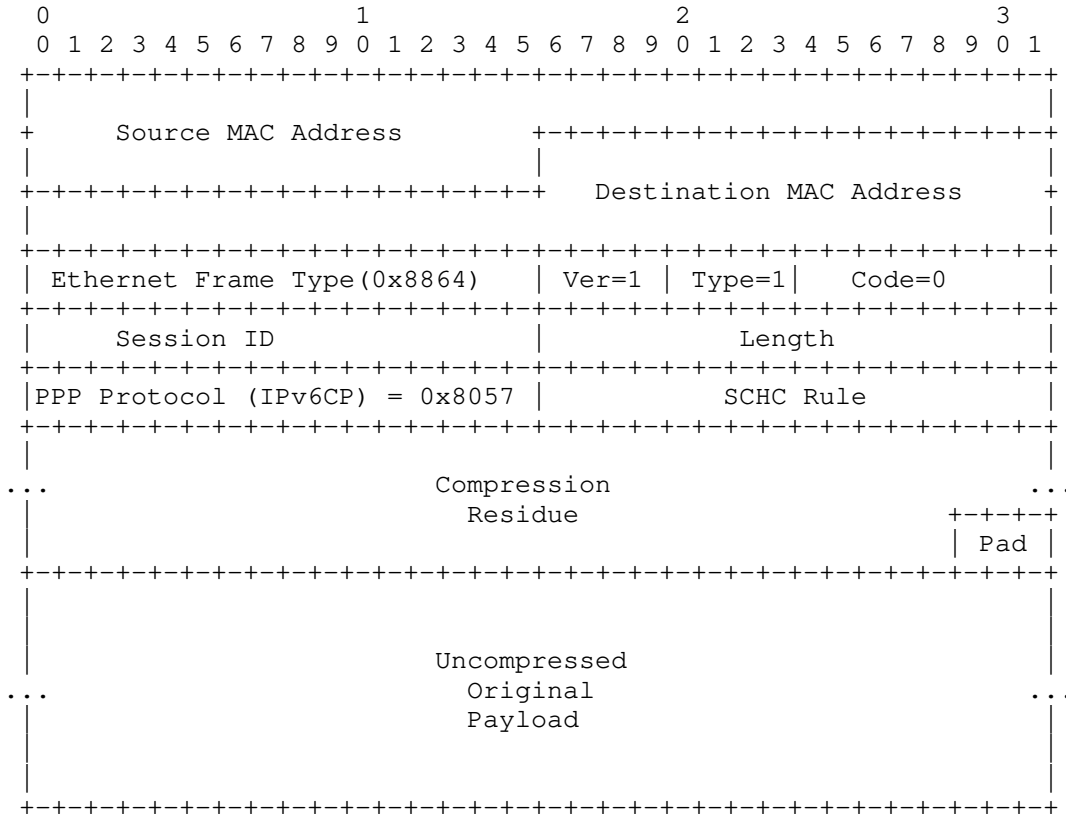 0                   1                   2                   3
 0 1 2 3 4 5 6 7 8 9 0 1 2 3 4 5 6 7 8 9 0 1 2 3 4 5 6 7 8 9 0 1
+-+-+-+-+-+-+-+-+-+-+-+-+-+-+-+-+-+-+-+-+-+-+-+-+-+-+-+-+-+-+-+-+
|                                                               |
+     Source MAC Address        +-+-+-+-+-+-+-+-+-+-+-+-+-+-+-+-+
|                               |                               |
+-+-+-+-+-+-+-+-+-+-+-+-+-+-+-+-+   Destination MAC Address     +
|                                                               |
+-+-+-+-+-+-+-+-+-+-+-+-+-+-+-+-+-+-+-+-+-+-+-+-+-+-+-+-+-+-+-+-+
| Ethernet Frame Type(0x8864)   | Ver=1 | Type=1|   Code=0      |
+-+-+-+-+-+-+-+-+-+-+-+-+-+-+-+-+-+-+-+-+-+-+-+-+-+-+-+-+-+-+-+-+
|     Session ID                |            Length             |
+-+-+-+-+-+-+-+-+-+-+-+-+-+-+-+-+-+-+-+-+-+-+-+-+-+-+-+-+-+-+-+-+
|PPP Protocol (IPv6CP) = 0x8057 |           SCHC Rule           |
+-+-+-+-+-+-+-+-+-+-+-+-+-+-+-+-+-+-+-+-+-+-+-+-+-+-+-+-+-+-+-+-+
|                                                               |
...                        Compression                          ...
|                           Residue                       +-+-+-+
|                                                         | Pad |
+-+-+-+-+-+-+-+-+-+-+-+-+-+-+-+-+-+-+-+-+-+-+-+-+-+-+-+-+-+-+-+-+
|                                                               |
|                                                               |
|                         Uncompressed                          |
...                         Original                            ...
|                           Payload                             |
|                                                               |
|                                                               |
+-+-+-+-+-+-+-+-+-+-+-+-+-+-+-+-+-+-+-+-+-+-+-+-+-+-+-+-+-+-+-+-+